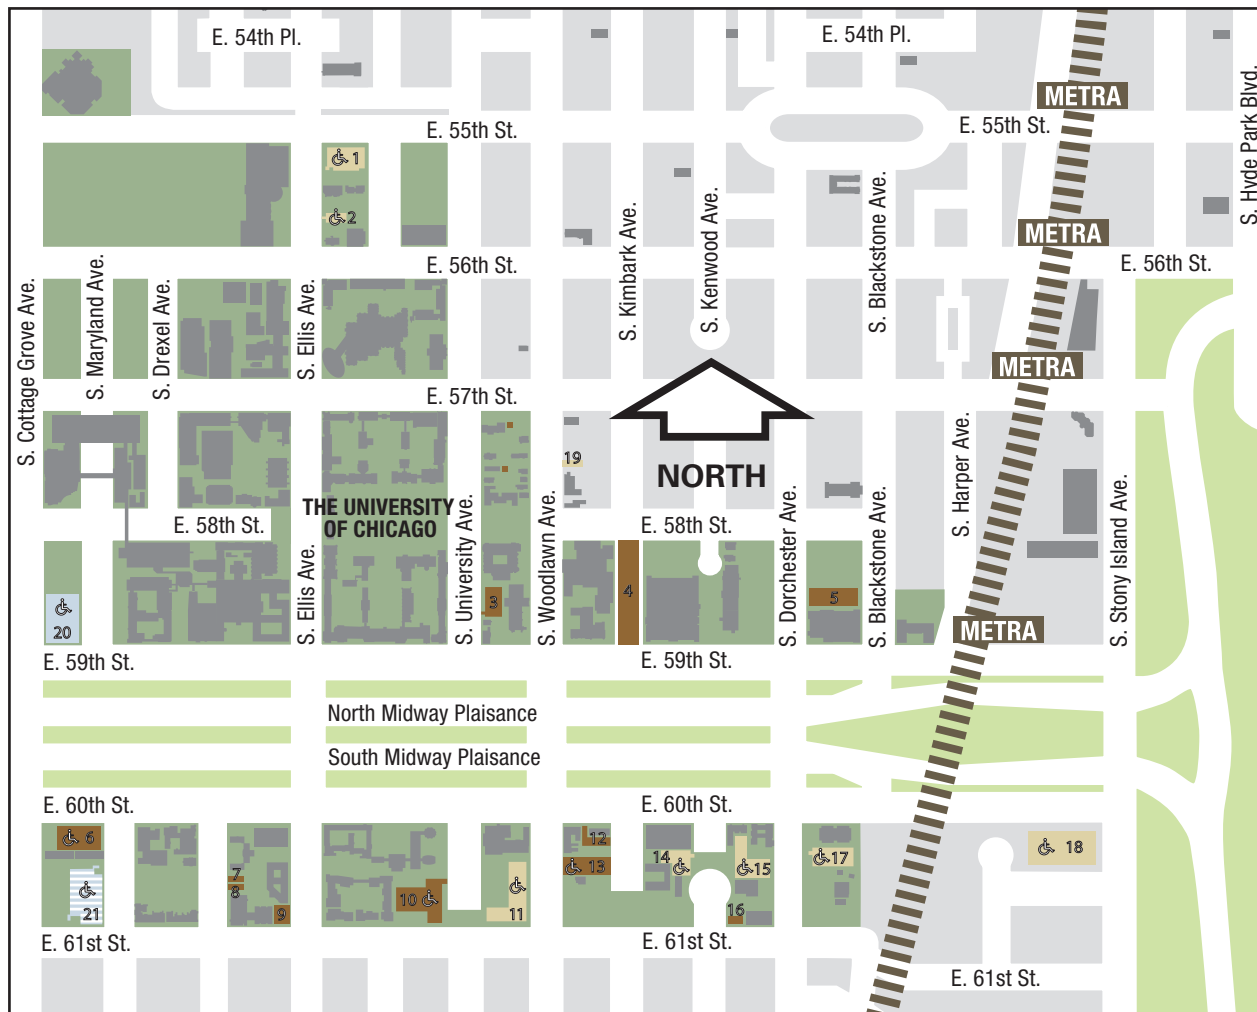 E. 54th Pl.
E. 54th Pl.
METRA
S. Hyde Park Blvd.
E. 55th St.
E. 55th St.
1
2
S. Kimbark Ave.
S. Kenwood Ave.
S. Blackstone Ave.
METRA
E. 56th St.
E. 56th St.
S. Cottage Grove Ave.
S. Maryland Ave.
S. Drexel Ave.
S. Ellis Ave.
METRA
E. 57th St.
19
NORTH
THE UNIVERSITY
OF CHICAGO
E. 58th St.
E. 58th St.
S. University Ave.
S. Woodlawn Ave.
S. Dorchester Ave.
S. Blackstone Ave.
S. Harper Ave.
S. Stony Island Ave.
S. Ellis Ave.
3
4
5
20
METRA
E. 59th St.
E. 59th St.
North Midway Plaisance
South Midway Plaisance
E. 60th St.
E. 60th St.
6
7
8
9
10
11
12
13
14
15
16
17
18
21
E. 61st St.
E. 61st St.
E. 61st St.